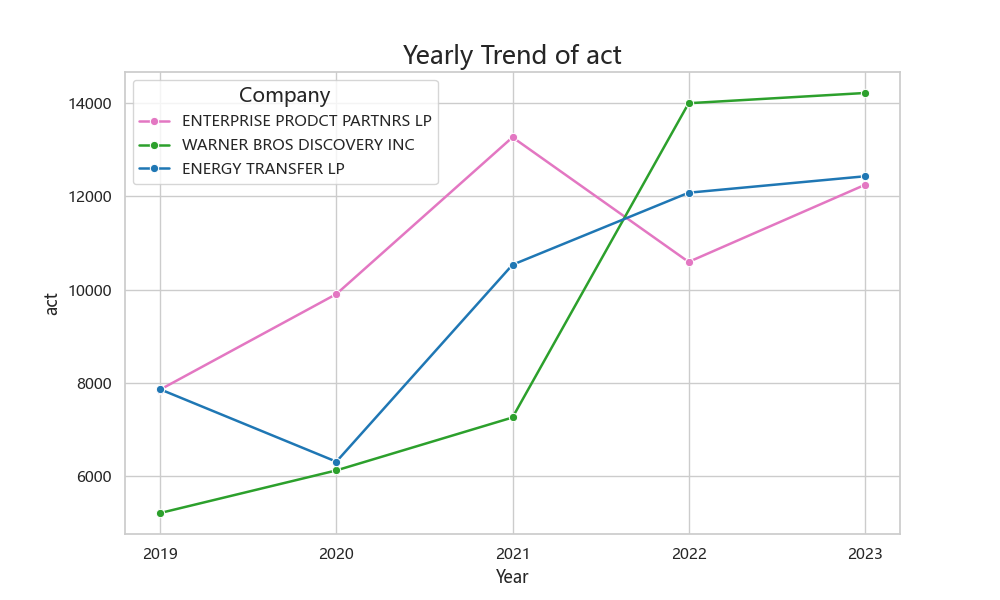 Yearly Trend of act
Company
ENTERPRISE PRODCT PARTNRS LP
WARNER BROS DISCOVERY INC
ENERGY TRANSFER LP
14000
12000
10000
8000
6000
act
2019 2020 2021 2022 2023
Year